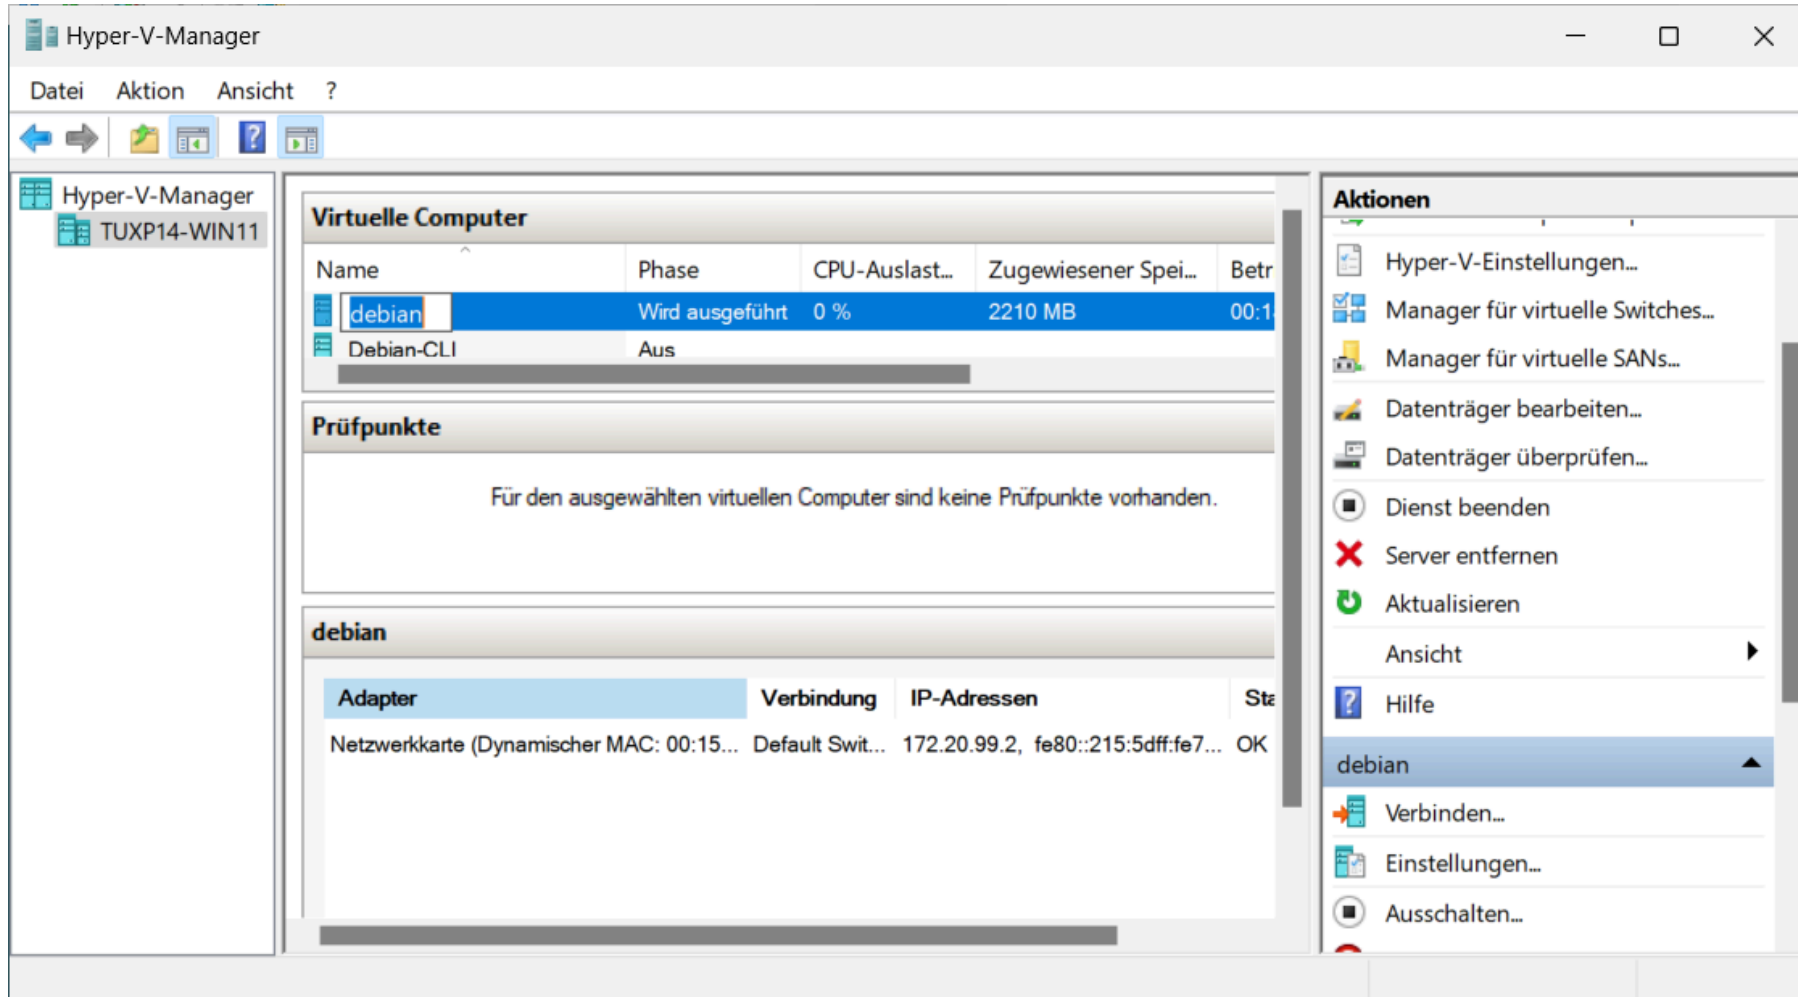 Hyper-V-Manager
Datei Aktion Ansicht ?
Hyper-V-Manager
TUXP14-WIN11
Virtuelle Computer
Name Phase CPU-Auslast... Zugewiesener Spei... Betr
debian Wird ausgeführt 0 % 2210 MB 00:1
Debian-CLI Aus
Prüfpunkte
Für den ausgewählten virtuellen Computer sind keine Prüfpunkte vorhanden.
debian
Adapter Verbindung IP-Adressen Sta
Netzwerkkarte (Dynamischer MAC: 00:15... Default Swit... 172.20.99.2, fe80::215:5dff:fe7... OK
Aktionen
Hyper-V-Einstellungen...
Manager für virtuelle Switches...
Manager für virtuelle SANs...
Datenträger bearbeiten...
Datenträger überprüfen...
Dienst beenden
Server entfernen
Aktualisieren
Ansicht
Hilfe
debian
Verbinden...
Einstellungen...
Ausschalten...